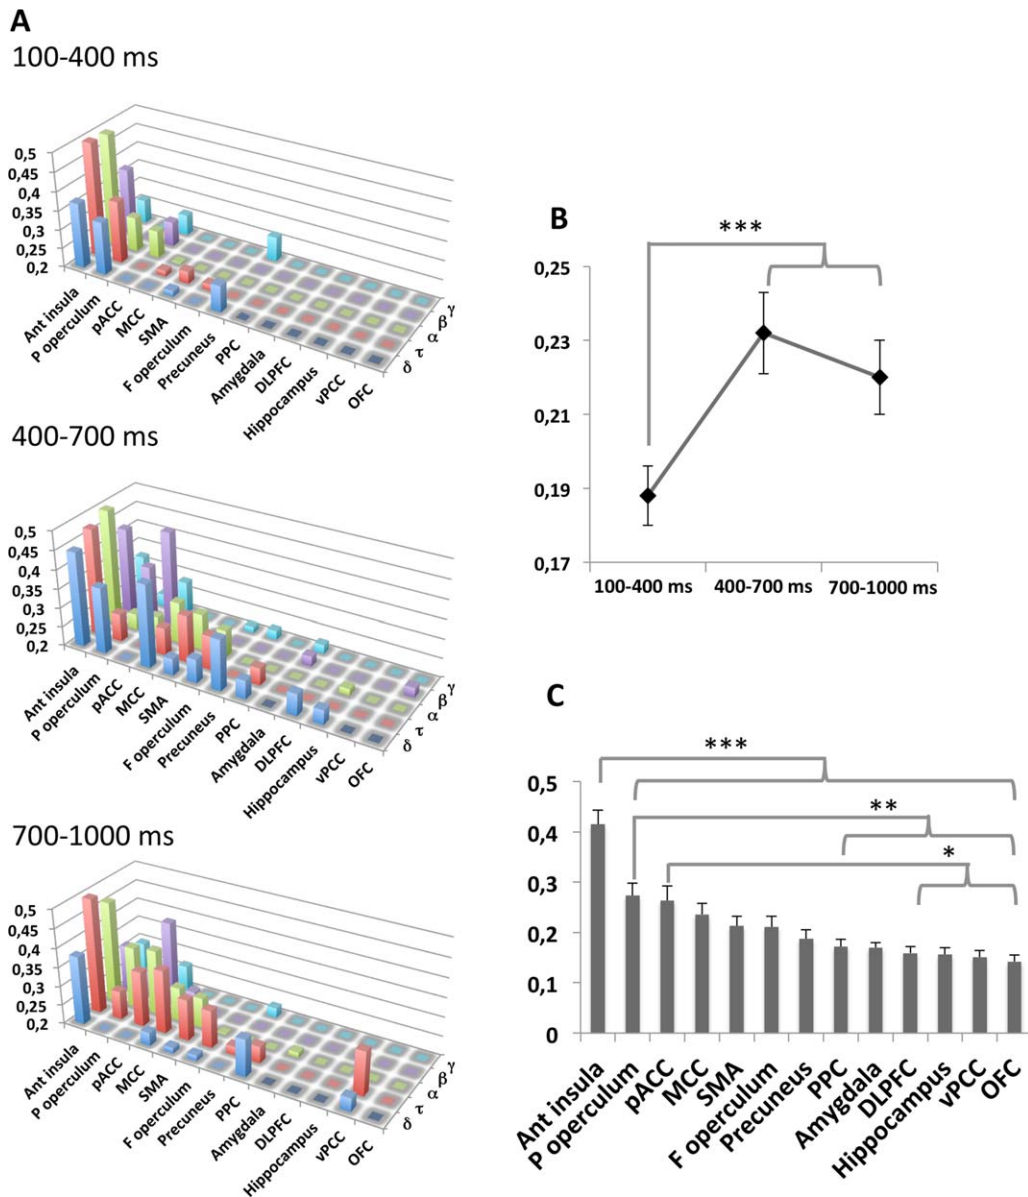 A
100-400 ms
0,5
0,45
0,4
0,35
0,3
0,25
0,2
Ant insula
P operculum
pACC
MCC
SMA
F operculum
Precuneus
PPC
Amygdala
DLPFC
Hippocampus
vPCC
OFC
δ
τ
α
β
γ
400-700 ms
0,5
0,45
0,4
0,35
0,3
0,25
0,2
Ant insula
P operculum
pACC
MCC
SMA
F operculum
Precuneus
PPC
Amygdala
DLPFC
Hippocampus
vPCC
OFC
δ
τ
α
β
γ
700-1000 ms
0,5
0,45
0,4
0,35
0,3
0,25
0,2
Ant insula
P operculum
pACC
MCC
SMA
F operculum
Precuneus
PPC
Amygdala
DLPFC
Hippocampus
vPCC
OFC
δ
τ
α
β
γ
B
***
0,25
0,23
0,21
0,19
0,17
100-400 ms 400-700 ms 700-1000 ms
C
***
**
*
0,5
0,4
0,3
0,2
0,1
0
Ant insula
P operculum
pACC
MCC
SMA
F operculum
Precuneus
PPC
Amygdala
DLPFC
Hippocampus
vPCC
OFC